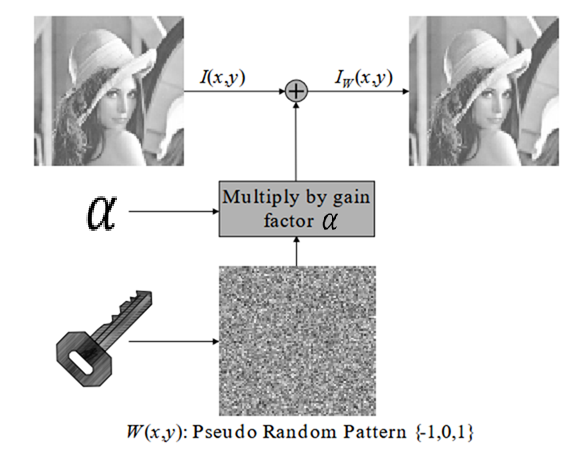 I(x,y)
I_W(x,y)
Multiply by gain
factor α
α
W(x,y): Pseudo Random Pattern {-1,0,1}